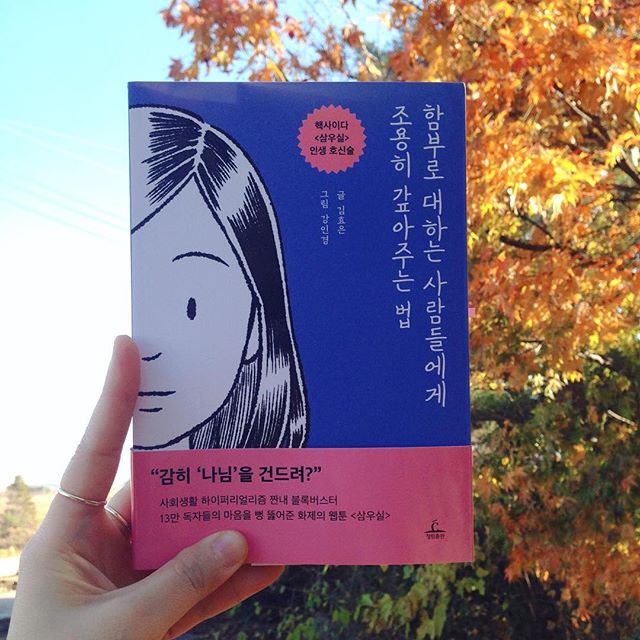 함부로 대하는 사람들에게
조용히 갚아주는 법
글 김효은
그림 강인경
핵사이다
<삼우실>
인생 호신술
“감히 ‘나님’을 건드려?”
사회생활 하이퍼리얼리즘 짠내 블록버스터
13만 독자들의 마음을 뻥 뚫어준 화제의 웹툰 <삼우실>
청림출판